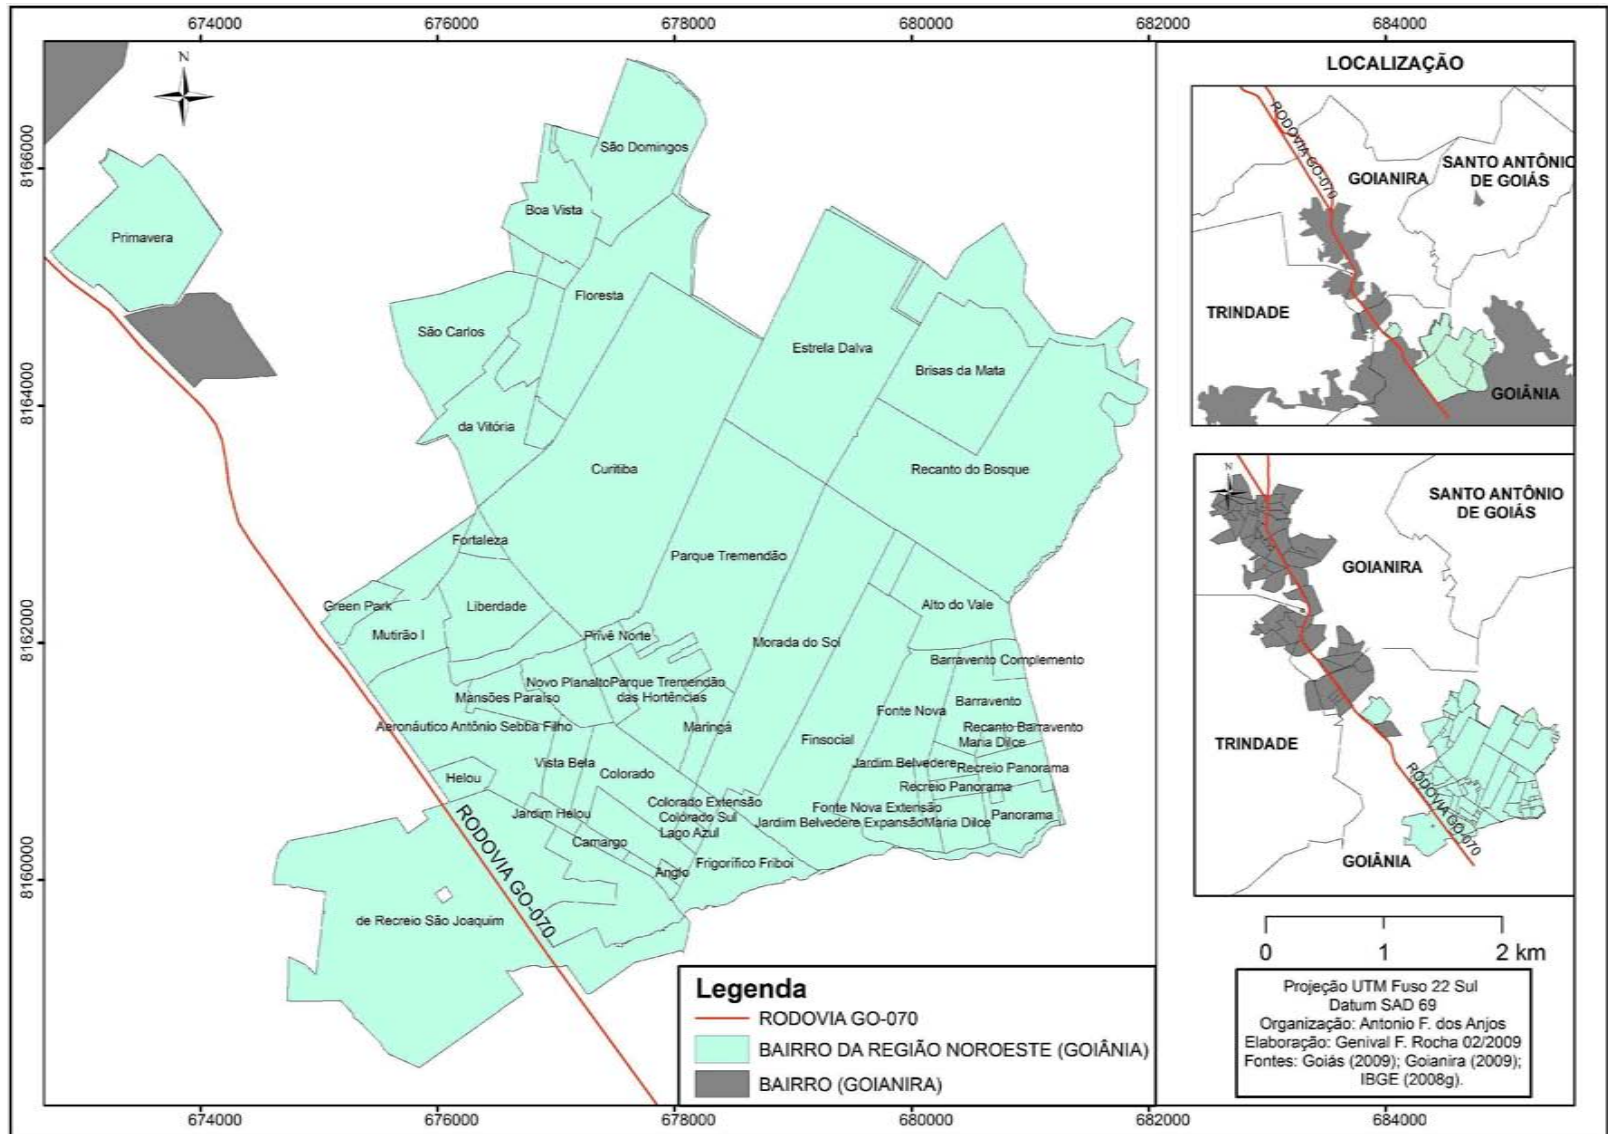 674000 676000 678000 680000 682000 684000
N
8166000
8164000
8162000
8160000
São Domingos
Boa Vista
Primavera
Floresta
São Carlos
Estrela Dalva
Brisas da Mata
da Vitória
Curitiba
Recanto do Bosque
Fortaleza
Parque Tremendão
Green Park
Liberdade
Alto do Vale
Mutirão I
Privê Norte
Morada do Sol
Barravento Complemento
Novo Planalto
Parque Tremendão
das Hortências
Mansões Paraíso
Barravento
Fonte Nova
Aeronáutico Antônio Sebba Filho
Maringá
Recanto Barravento
Finsocial
Maria Dilce
Vista Bela
Jardim Belvedere
Recreio Panorama
Helou
Colorado
Recreio Panorama
Colorado Extensão
Fonte Nova Extensão
Jardim Helou
Colorado Sul
Jardim Belvedere Expansão
Maria Dilce
Panorama
Lago Azul
Camargo
Frigorífico Friboi
Anglo
de Recreio São Joaquim
RODOVIA GO-070
Legenda
RODOVIA GO-070
BAIRRO DA REGIÃO NOROESTE (GOIÂNIA)
BAIRRO (GOIANIRA)
674000 676000 678000 680000 682000 684000
LOCALIZAÇÃO
RODOVIA GO-070
GOIANIRA
SANTO ANTÔNIO
DE GOIÁS
TRINDADE
GOIÂNIA
N
SANTO ANTÔNIO
DE GOIÁS
GOIANIRA
TRINDADE
RODOVIA GO-070
GOIÂNIA
0 1 2 km
Projeção UTM Fuso 22 Sul
Datum SAD 69
Organização: Antonio F. dos Anjos
Elaboração: Genival F. Rocha 02/2009
Fontes: Goiás (2009); Goianira (2009);
IBGE (2008g).